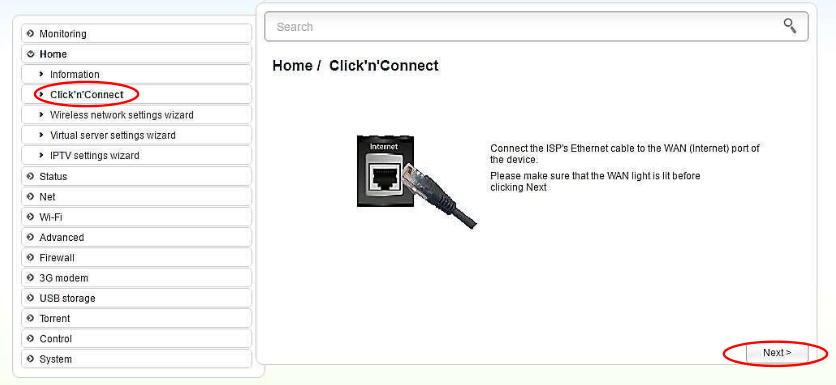 Monitoring
Home
Information
Click'n'Connect
Wireless network settings wizard
Virtual server settings wizard
IPTV settings wizard
Status
Net
Wi-Fi
Advanced
Firewall
3G modem
USB storage
Torrent
Control
System
Search
Home / Click'n'Connect
Internet
Connect the ISP's Ethernet cable to the WAN (Internet) port of
the device.
Please make sure that the WAN light is lit before
clicking Next
Next >